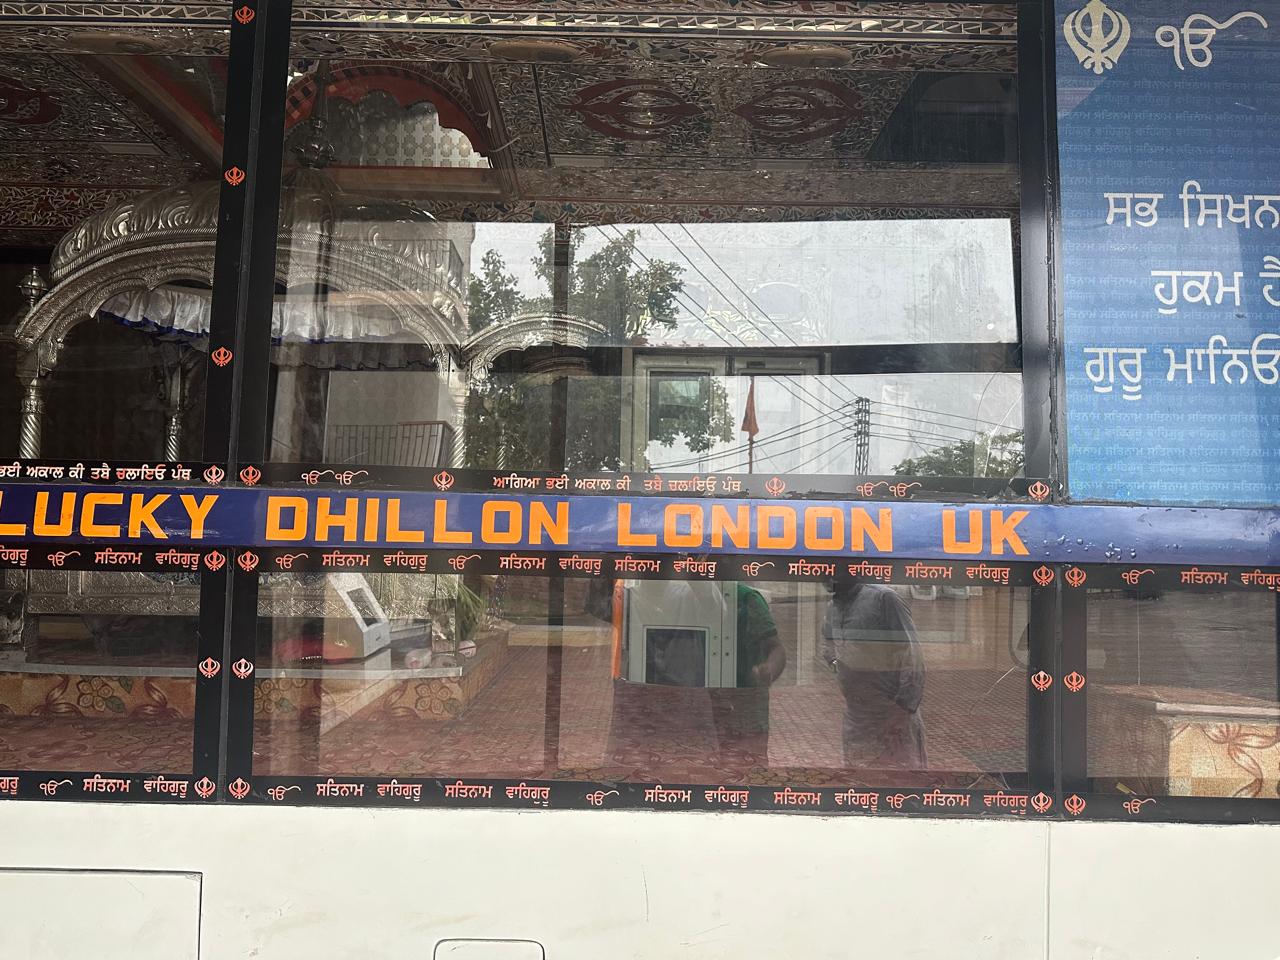 ੴ
ਸਭ ਸਿਖਨ
ਹੁਕਮ ਹੈ
ਗੁਰੂ ਮਾਨਿਓ
ਭਈ ਅਕਾਲ ਕੀ ਤਬੈ ਚਲਾਇਓ ਪੰਥ ੴ ੴ ਆਗਿਆ ਭਈ ਅਕਾਲ ਕੀ ਤਬੈ ਚਲਾਇਓ ਪੰਥ ੴ ੴ
LUCKY DHILLON LONDON UK
ਵਾਹਿਗੁਰੂ ੴ ਸਤਿਨਾਮ ਵਾਹਿਗੁਰੂ ੴ ਸਤਿਨਾਮ ਵਾਹਿਗੁਰੂ ੴ ਸਤਿਨਾਮ ਵਾਹਿਗੁਰੂ ਸਤਿਨਾਮ ਵਾਹਿਗੁਰੂ ੴ ਸਤਿਨਾਮ ਵਾਹਿਗੁਰੂ ਸਤਿਨਾਮ ਵਾਹਿਗੁਰੂ ੴ ਸਤਿਨਾਮ ਵਾਹਿਗੁਰੂ
ੴ ਸਤਿਨਾਮ ਵਾਹਿਗੁਰੂ ੴ ਸਤਿਨਾਮ ਵਾਹਿਗੁਰੂ ਸਤਿਨਾਮ ਵਾਹਿਗੁਰੂ ੴ ਸਤਿਨਾਮ ਵਾਹਿਗੁਰੂ ਸਤਿਨਾਮ ਵਾਹਿਗੁਰੂ ੴ ਸਤਿਨਾਮ ਵਾਹਿਗੁਰੂ ੴ